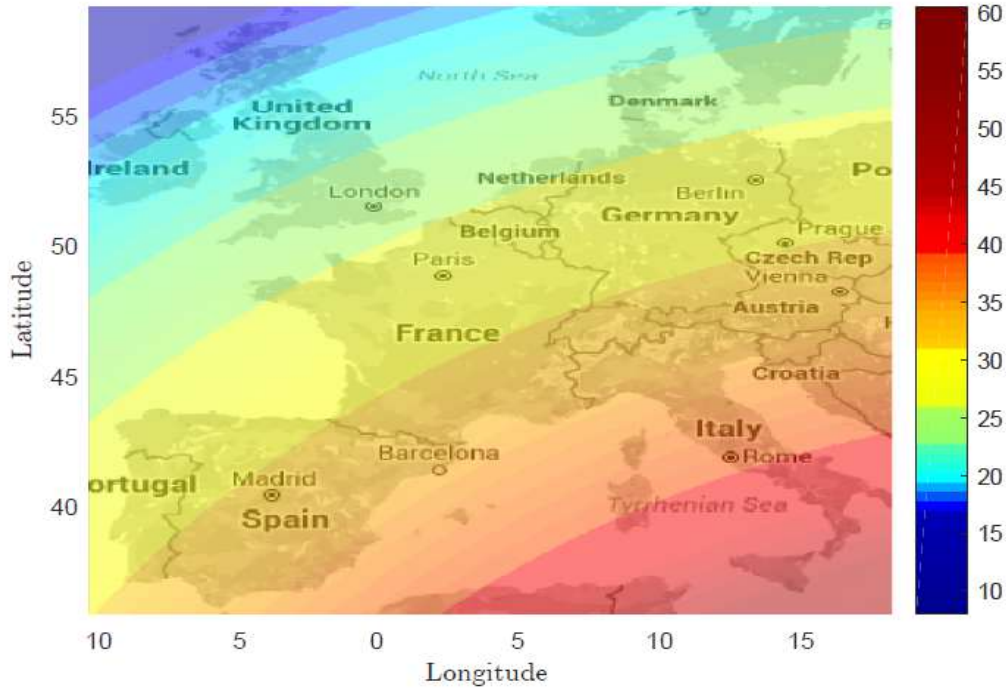 North Sea
Denmark
United
Kingdom
Ireland
London
Netherlands
Berlin
Po
Germany
Belgium
Prague
Paris
Czech Rep
Vienna
Austria
France
Croatia
Italy
Barcelona
Rome
ortugal
Madrid
Spain
Tyrrhenian Sea
55
50
45
40
Latitude
10 5 0 5 10 15
Longitude
60
55
50
45
40
35
30
25
20
15
10